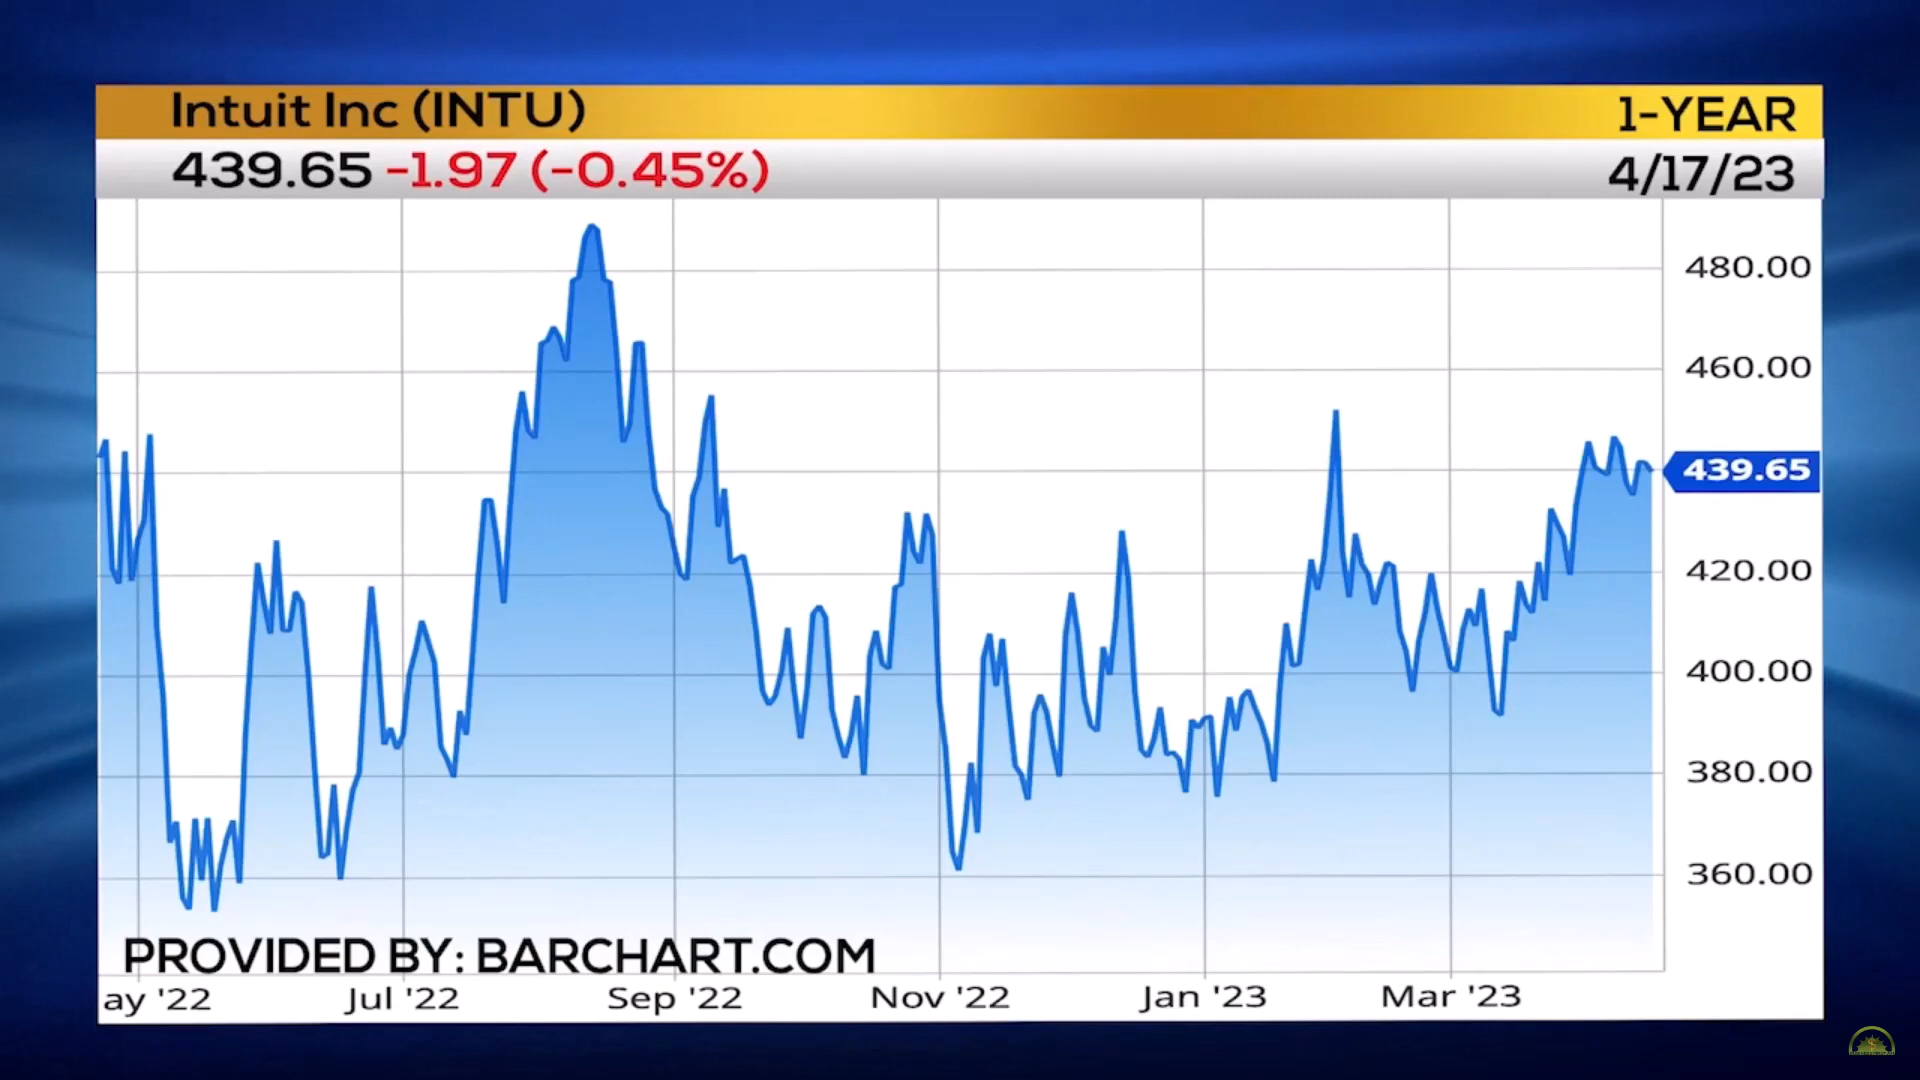 Intuit Inc (INTU)
1-YEAR
439.65 -1.97 (-0.45%)
4/17/23
480.00
460.00
439.65
420.00
400.00
380.00
360.00
PROVIDED BY: BARCHART.COM
ay '22
Jul '22
Sep '22
Nov '22
Jan '23
Mar '23